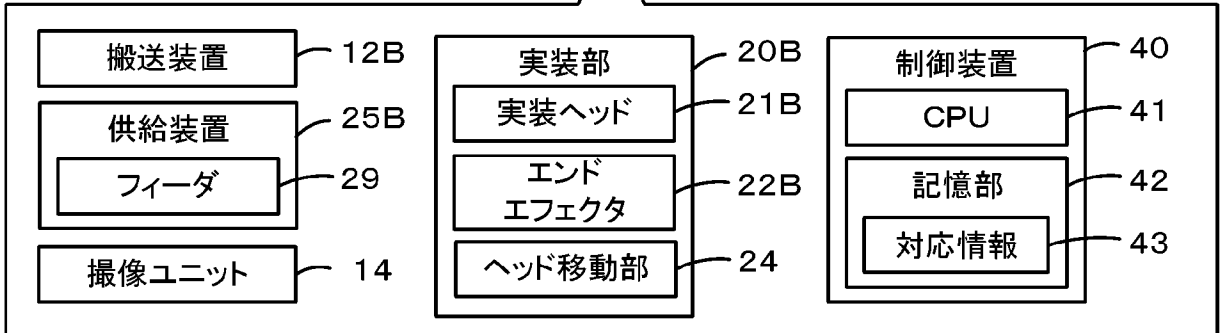 搬送装置 12B
供給装置 25B
フィーダ 29
撮像ユニット 14
実装部 20B
実装ヘッド 21B
エンド
エフェクタ 22B
ヘッド移動部 24
制御装置 40
CPU 41
記憶部 42
対応情報 43